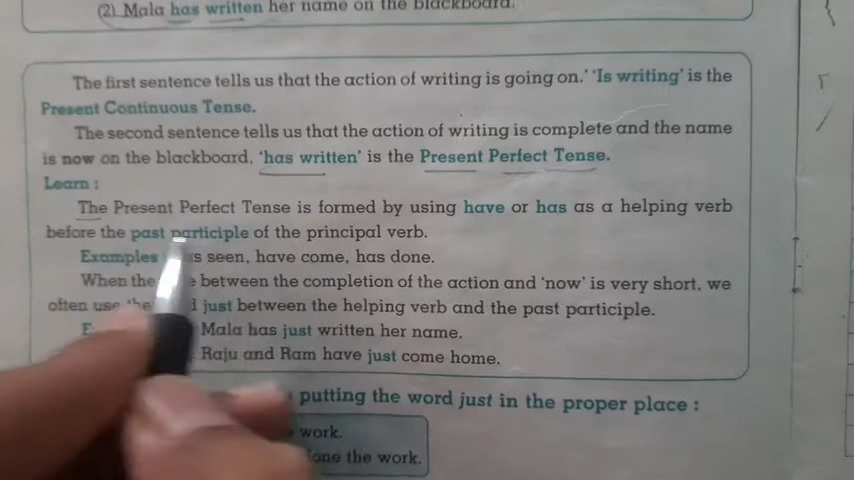 (2) Mala has written her name on the blackboard.
The first sentence tells us that the action of writing is going on.' 'Is writing' is the
Present Continuous Tense.
The second sentence tells us that the action of writing is complete and the name
is now on the blackboard, 'has written' is the Present Perfect Tense.
Learn :
The Present Perfect Tense is formed by using have or has as a helping verb
before the past participle of the principal verb.
Examples seen, have come, has done.
When the between the completion of the action and 'now' is very short, we
often use just between the helping verb and the past participle.
Mala has just written her name.
Raju and Ram have just come home.
putting the word just in the proper place :
work.
the work.